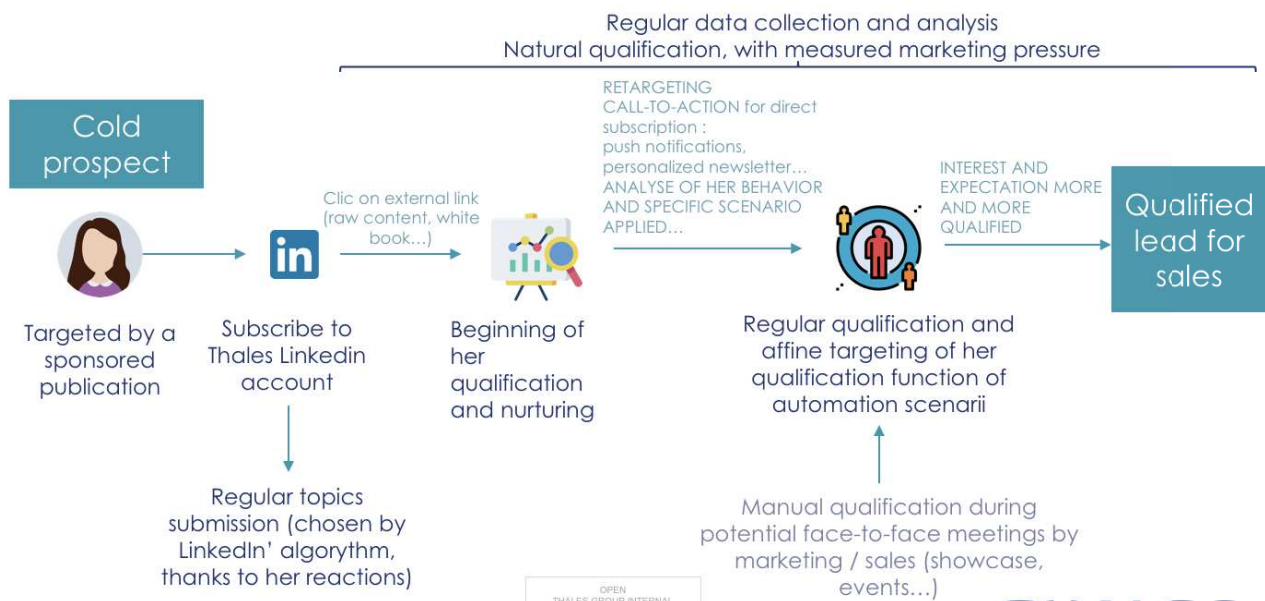 Regular data collection and analysis
Natural qualification, with measured marketing pressure
Cold
prospect
Targeted by a
sponsored
publication
in
Subscribe to
Thales Linkedin
account
Regular topics
submission (chosen by
LinkedIn' algorythm,
thanks to her reactions)
Clic on external link
(raw content, white
book...)
Beginning of
her
qualification
and nurturing
RETARGETING
CALL-TO-ACTION for direct
subscription :
push notifications,
personalized newsletter...
ANALYSE OF HER BEHAVIOR
AND SPECIFIC SCENARIO
APPLIED...
Regular qualification and
affine targeting of her
qualification function of
automation scenarii
Manual qualification during
potential face-to-face meetings by
marketing / sales (showcase,
events...)
INTEREST AND
EXPECTATION MORE
AND MORE
QUALIFIED
Qualified
lead for
sales
OPEN
THALES GROUP INTERNAL